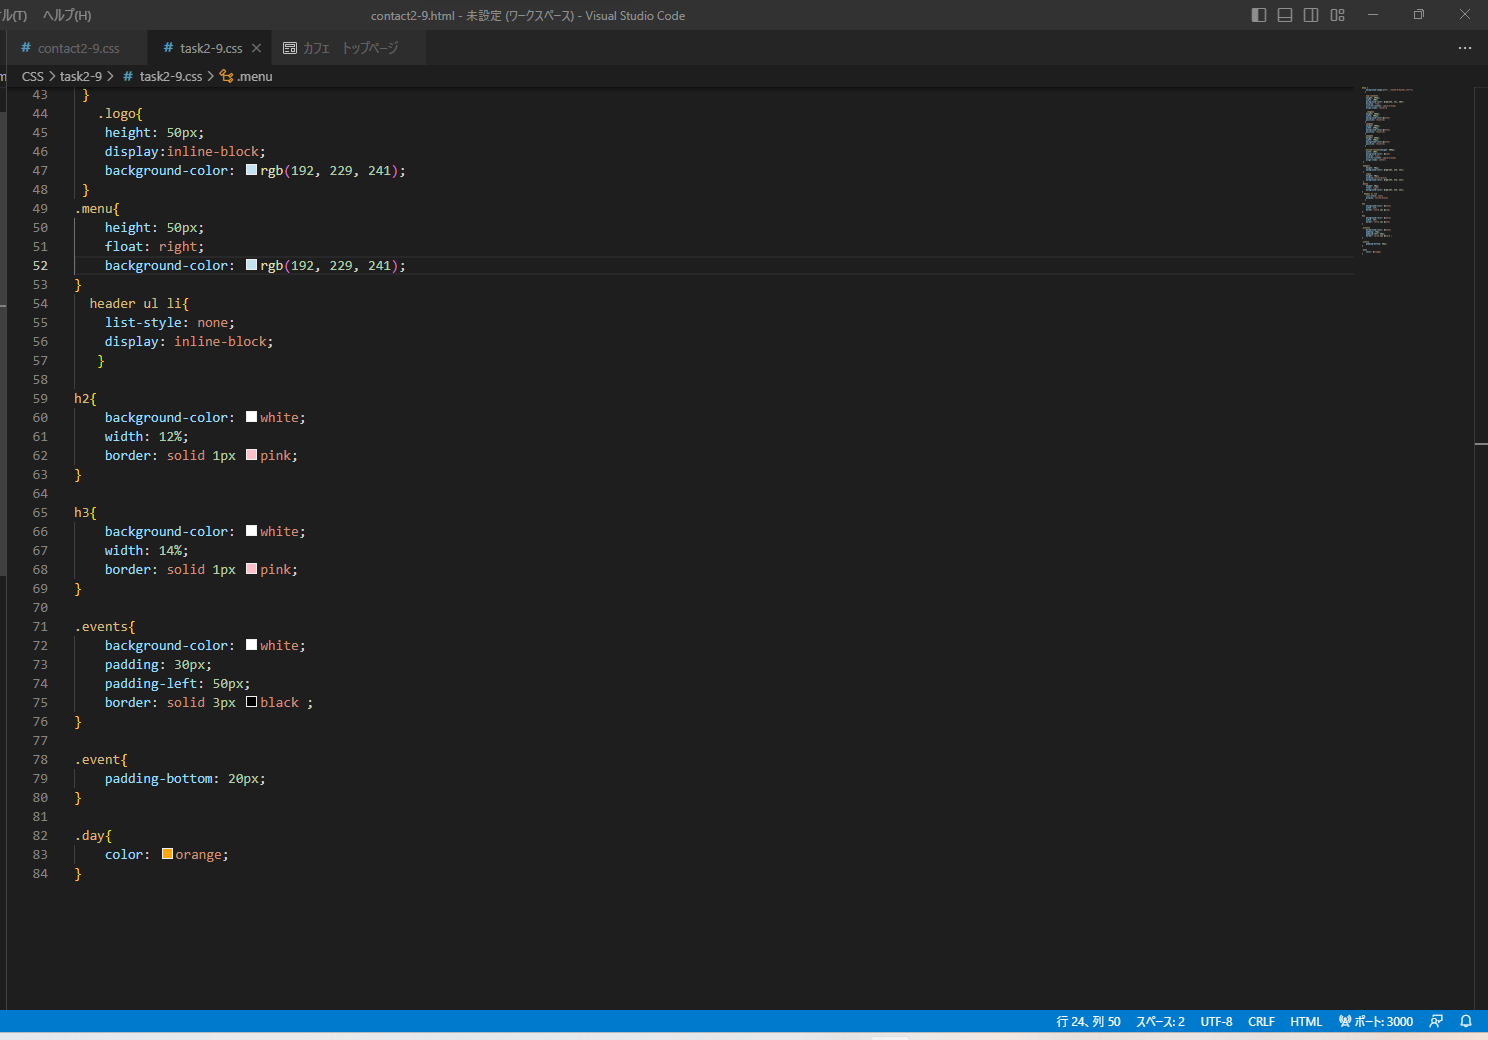 ル(T) ヘルプ(H) contact2-9.html - 未設定 (ワークスペース) - Visual Studio Code
# contact2-9.css # task2-9.css カフェ トップページ
CSS > task2-9 > # task2-9.css > .menu
43 }
44 .logo{
45 height: 50px;
46 display:inline-block;
47 background-color: rgb(192, 229, 241);
48 }
49 .menu{
50 height: 50px;
51 float: right;
52 background-color: rgb(192, 229, 241);
53 }
54 header ul li{
55 list-style: none;
56 display: inline-block;
57 }
58
59 h2{
60 background-color: white;
61 width: 12%;
62 border: solid 1px pink;
63 }
64
65 h3{
66 background-color: white;
67 width: 14%;
68 border: solid 1px pink;
69 }
70
71 .events{
72 background-color: white;
73 padding: 30px;
74 padding-left: 50px;
75 border: solid 3px black ;
76 }
77
78 .event{
79 padding-bottom: 20px;
80 }
81
82 .day{
83 color: orange;
84 }
行 24、列 50 スペース: 2 UTF-8 CRLF HTML ポート: 3000